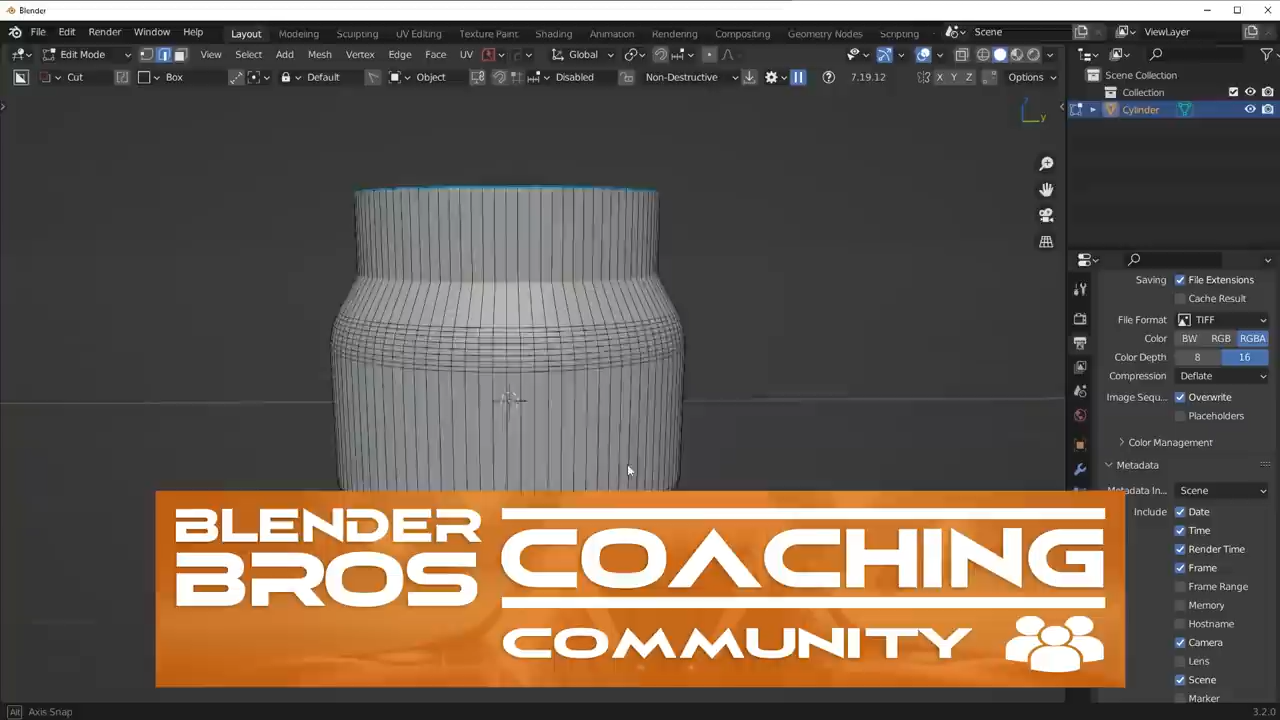 Blender
File Edit Render Window Help Layout Modeling Sculpting UV Editing Texture Paint Shading Animation Rendering Compositing Geometry Nodes Scripting Scene ViewLayer
Edit Mode View Select Add Mesh Vertex Edge Face UV Global
Cut Box Default Object Disabled Non-Destructive 7.19.12 X Y Z Options
Scene Collection
Collection
Cylinder
Z
Y
Saving File Extensions
Cache Result
File Format TIFF
Color BW RGB RGBA
Color Depth 8 16
Compression Deflate
Image Sequ... Overwrite
Placeholders
Color Management
Metadata
Metadata In... Scene
Include Date
Time
Render Time
Frame
Frame Range
Memory
Hostname
Camera
Lens
Scene
Marker
BLENDER
BROS
COACHING
COMMUNITY
Alt Axis Snap 3.2.0